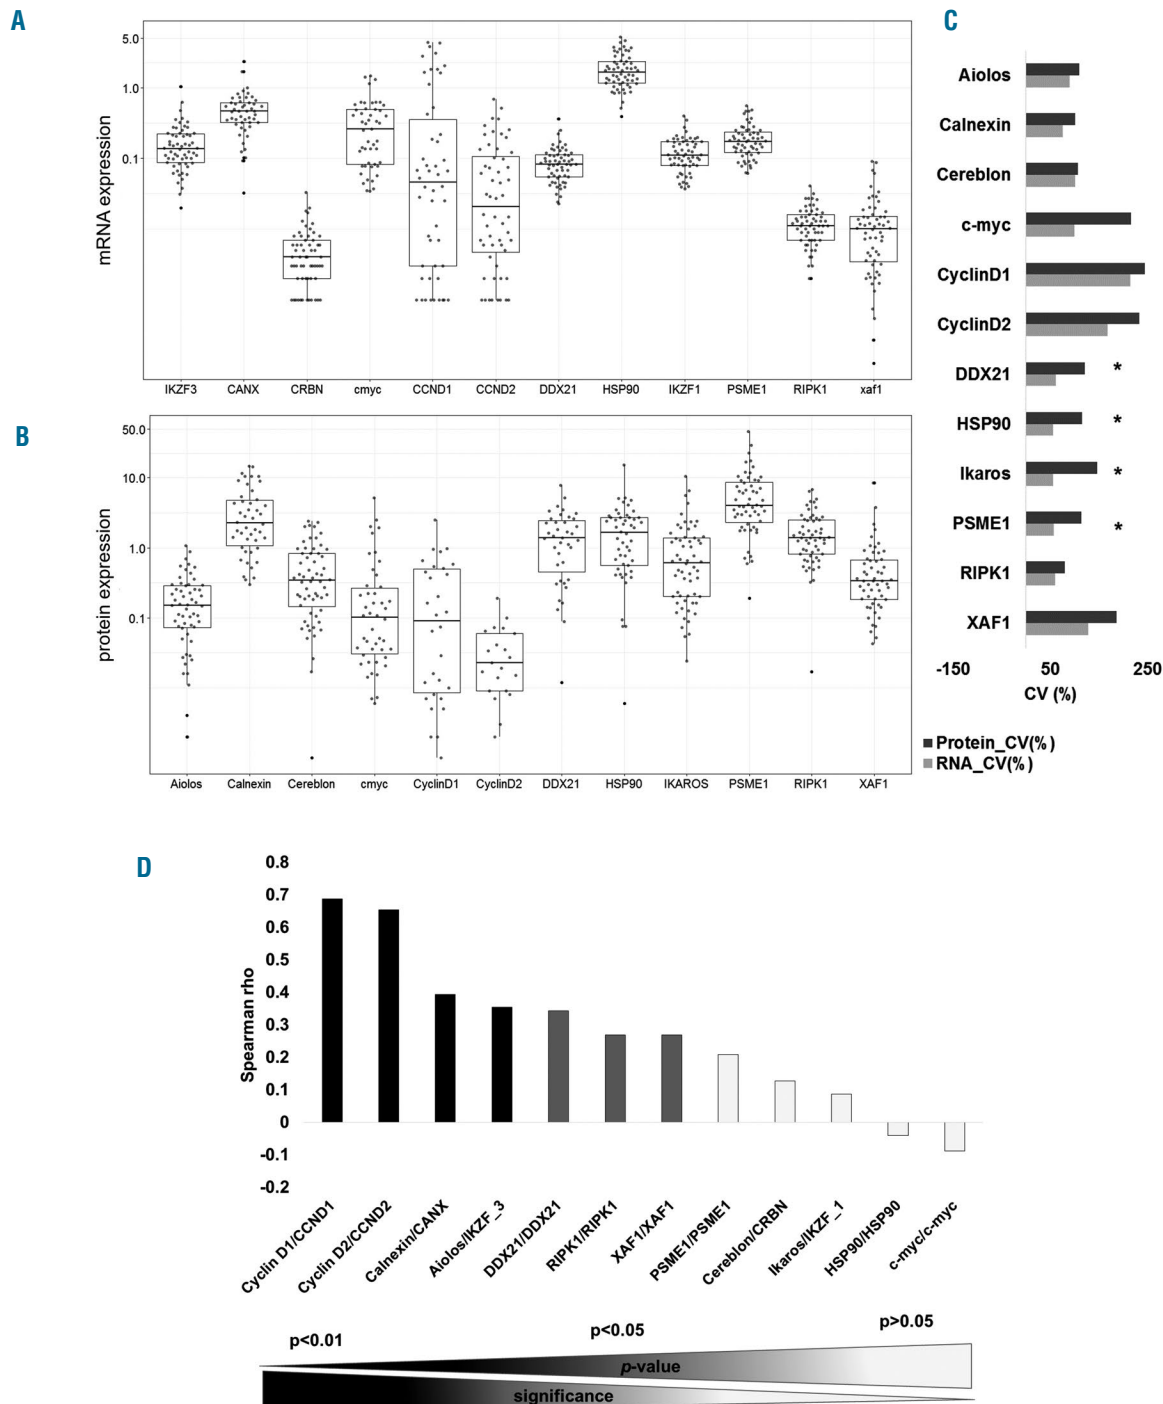 A
mRNA expression
5.0
1.0
0.1
IKZF3 CANX CRBN cmyc CCND1 CCND2 DDX21 HSP90 IKZF1 PSME1 RIPK1 xaf1
B
protein expression
50.0
10.0
1.0
0.1
Aiolos Calnexin Cereblon cmyc CyclinD1 CyclinD2 DDX21 HSP90 IKAROS PSME1 RIPK1 XAF1
C
Aiolos
Calnexin
Cereblon
c-myc
CyclinD1
CyclinD2
DDX21 *
HSP90 *
Ikaros *
PSME1 *
RIPK1
XAF1
-150 50 250
CV (%)
Protein_CV(%)
RNA_CV(%)
D
Spearman rho
0.8
0.7
0.6
0.5
0.4
0.3
0.2
0.1
0
-0.1
-0.2
Cyclin D1/CCND1
Cyclin D2/CCND2
Calnexin/CANX
Aiolos/IKZF_3
DDX21/DDX21
RIPK1/RIPK1
XAF1/XAF1
PSME1/PSME1
Cereblon/CRBN
Ikaros/IKZF_1
HSP90/HSP90
c-myc/c-myc
p<0.01 p<0.05 p>0.05
p-value
significance